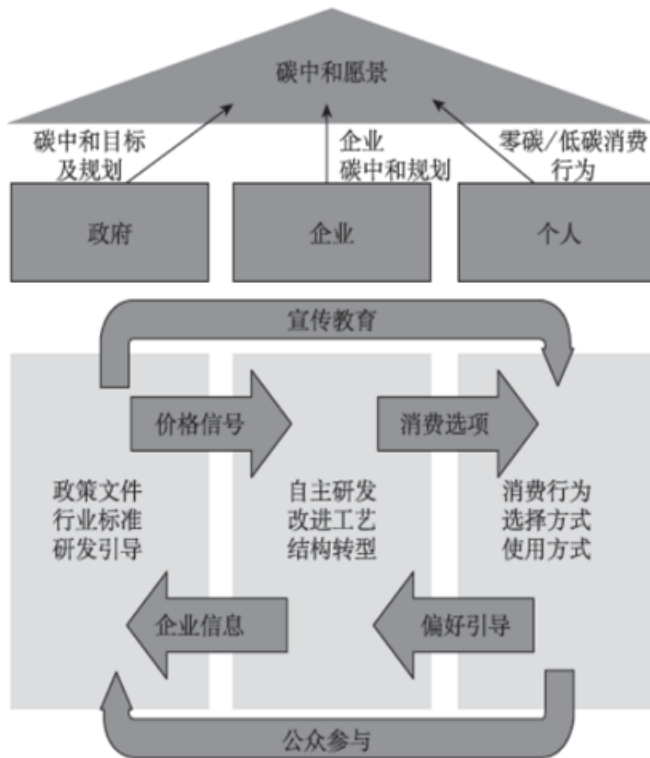 碳中和愿景
碳中和目标
及规划
企业
碳中和规划
零碳/低碳消费
行为
政府
企业
个人
宣传教育
价格信号
消费选项
政策文件
行业标准
研发引导
自主研发
改进工艺
结构转型
消费行为
选择方式
使用方式
企业信息
偏好引导
公众参与